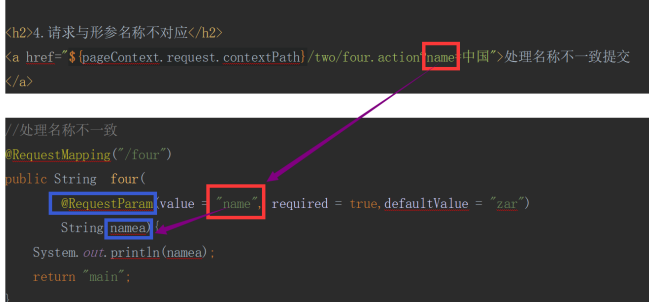 <h2>4.请求与形参名称不对应</h2>
<a href="${pageContext.request.contextPath}/two/four.action?name=中国">处理名称不一致提交
</a>
//处理名称不一致
@RequestMapping("/four")
public String four(
@RequestParam(value = "name", required = true,defaultValue = "zar")
String namea){
System.out.println(namea);
return "main";
}